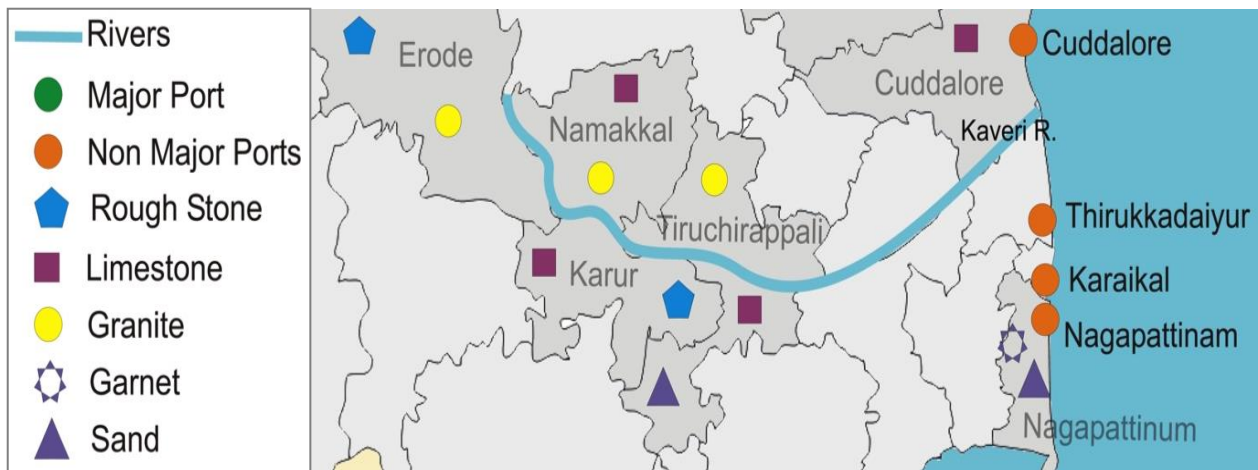 Rivers
Major Port
Non Major Ports
Rough Stone
Limestone
Granite
Garnet
Sand
Erode
Namakkal
Cuddalore
Cuddalore
Kaveri R.
Tiruchirappali
Karur
Thirukkadaiyur
Karaikal
Nagapattinam
Nagapattinum